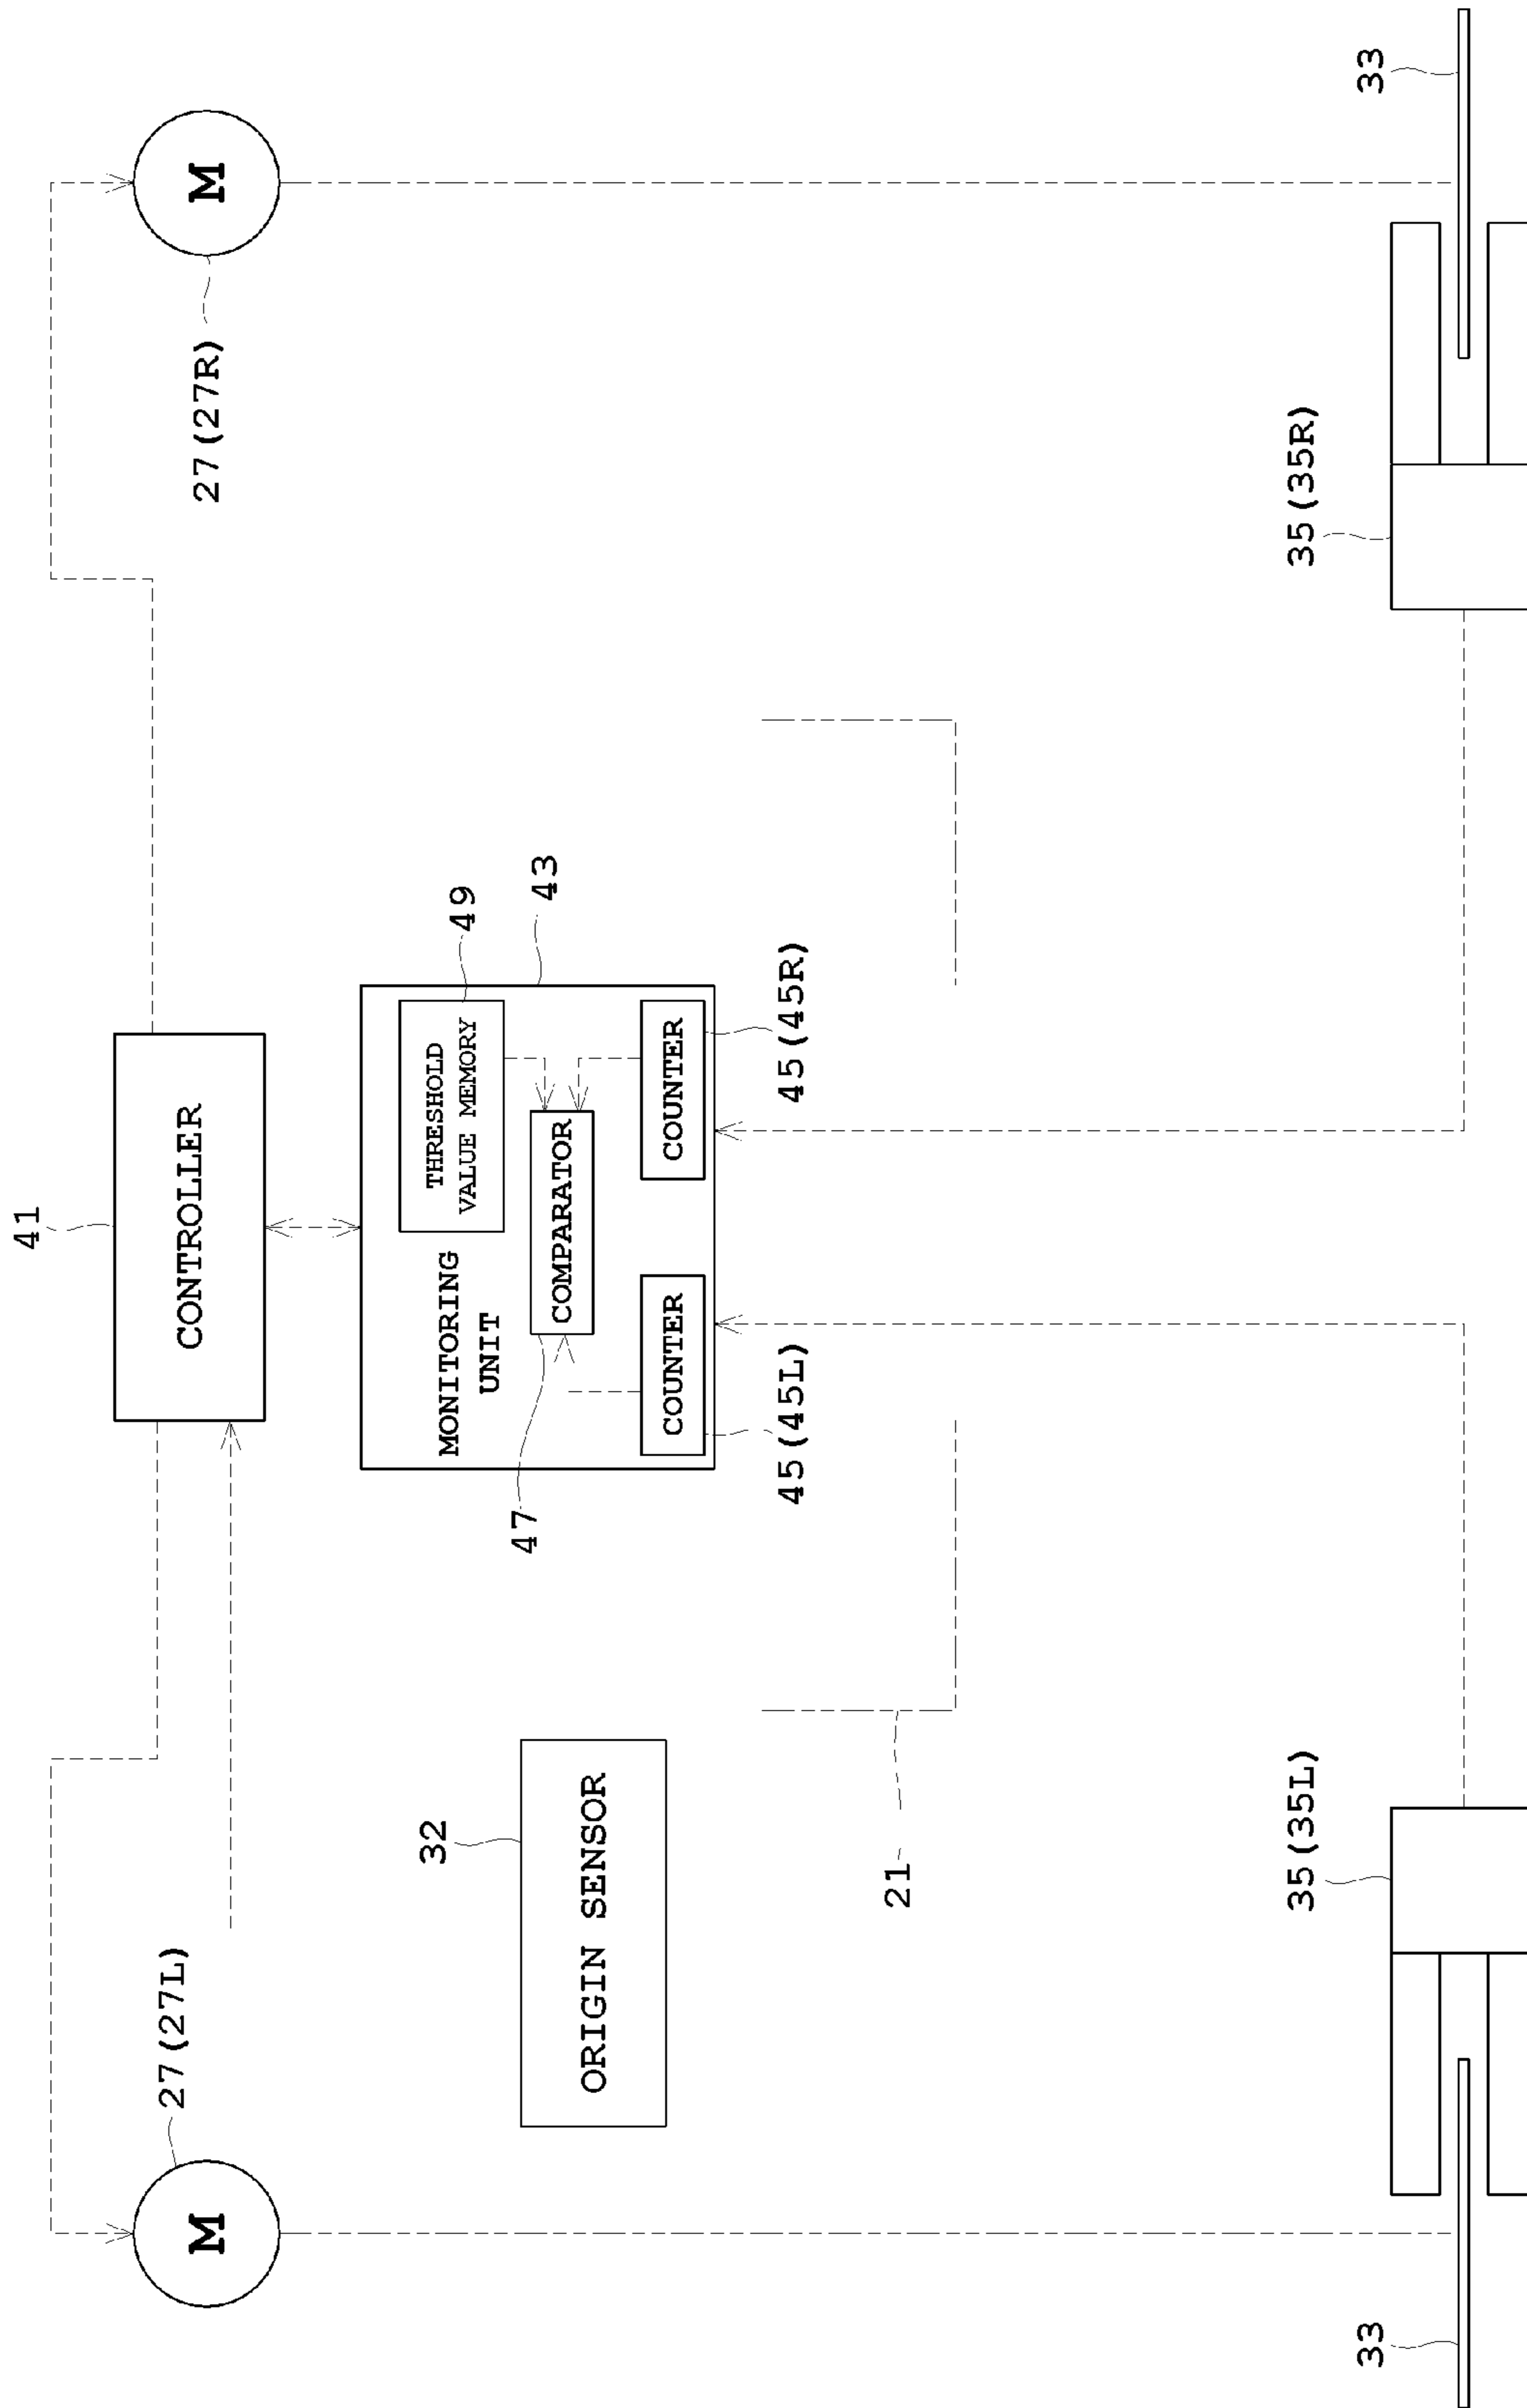 41
CONTROLLER
27(27L)
M
M
27(27R)
32
ORIGIN SENSOR
MONITORING
UNIT
THRESHOLD
VALUE MEMORY
49
43
47
COMPARATOR
COUNTER
COUNTER
45(45L)
45(45R)
21
33
35(35L)
35(35R)
33